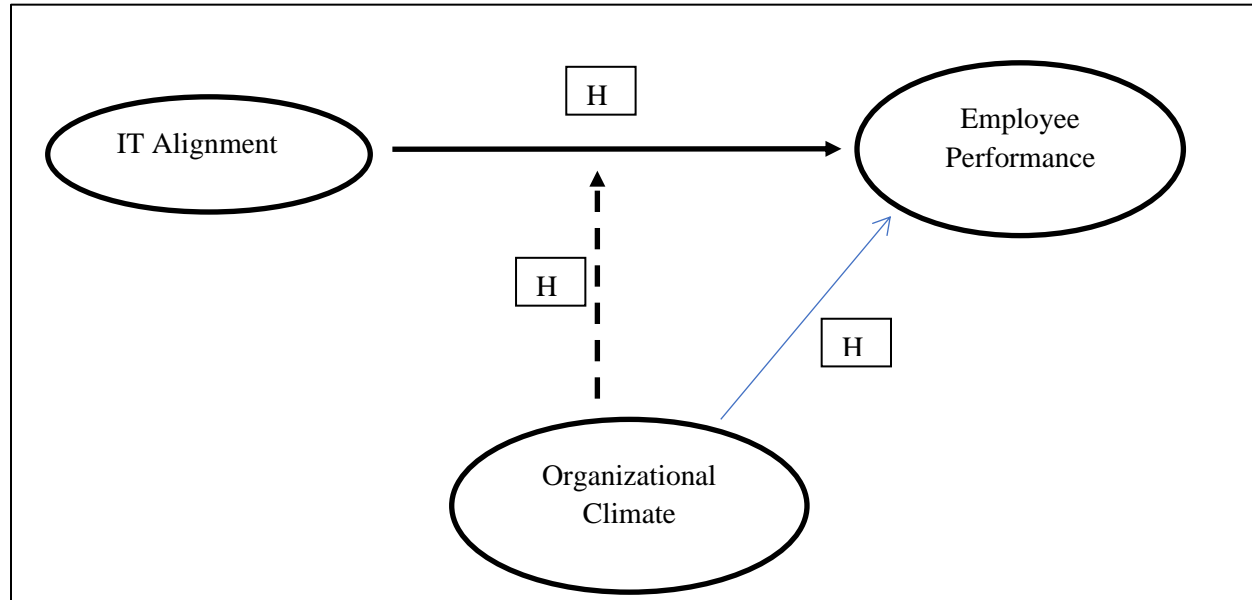 H
IT Alignment
Employee
Performance
H
H
Organizational
Climate